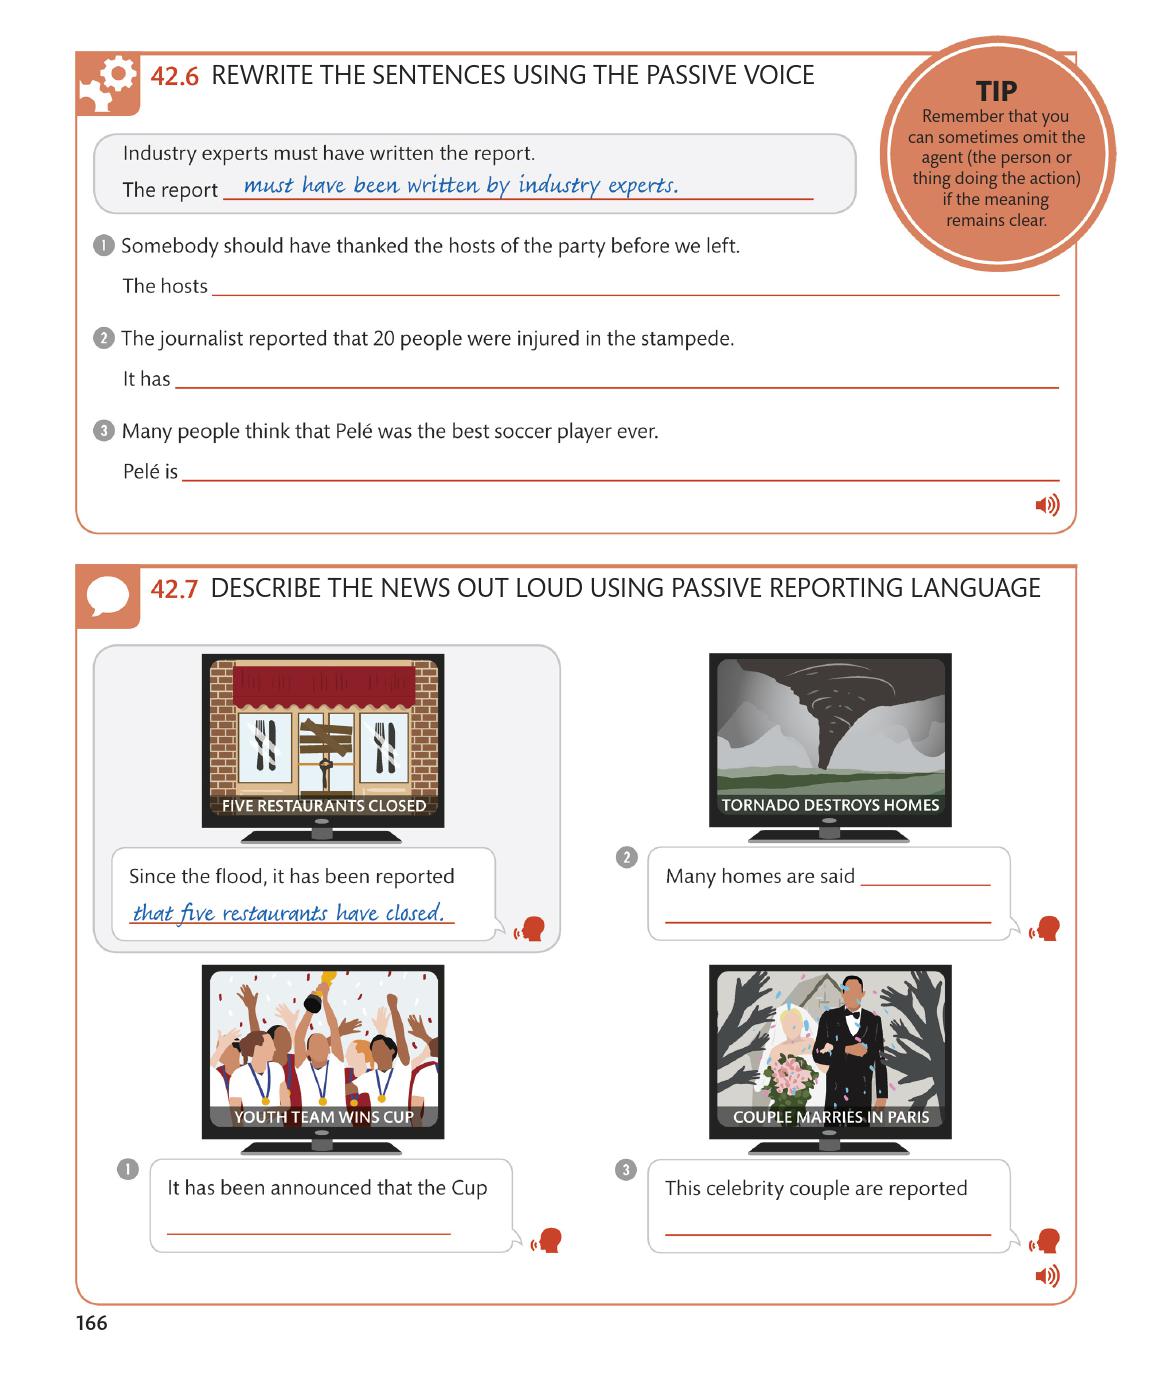 42.6 REWRITE THE SENTENCES USING THE PASSIVE VOICE
TIP
Remember that you
can sometimes omit the
agent (the person or
thing doing the action)
if the meaning
remains clear.
Industry experts must have written the report.
The report must have been written by industry experts.
1 Somebody should have thanked the hosts of the party before we left.
The hosts
2 The journalist reported that 20 people were injured in the stampede.
It has
3 Many people think that Pelé was the best soccer player ever.
Pelé is
42.7 DESCRIBE THE NEWS OUT LOUD USING PASSIVE REPORTING LANGUAGE
FIVE RESTAURANTS CLOSED
Since the flood, it has been reported
that five restaurants have closed.
TORNADO DESTROYS HOMES
2 Many homes are said
YOUTH TEAM WINS CUP
1 It has been announced that the Cup
COUPLE MARRIES IN PARIS
3 This celebrity couple are reported
166